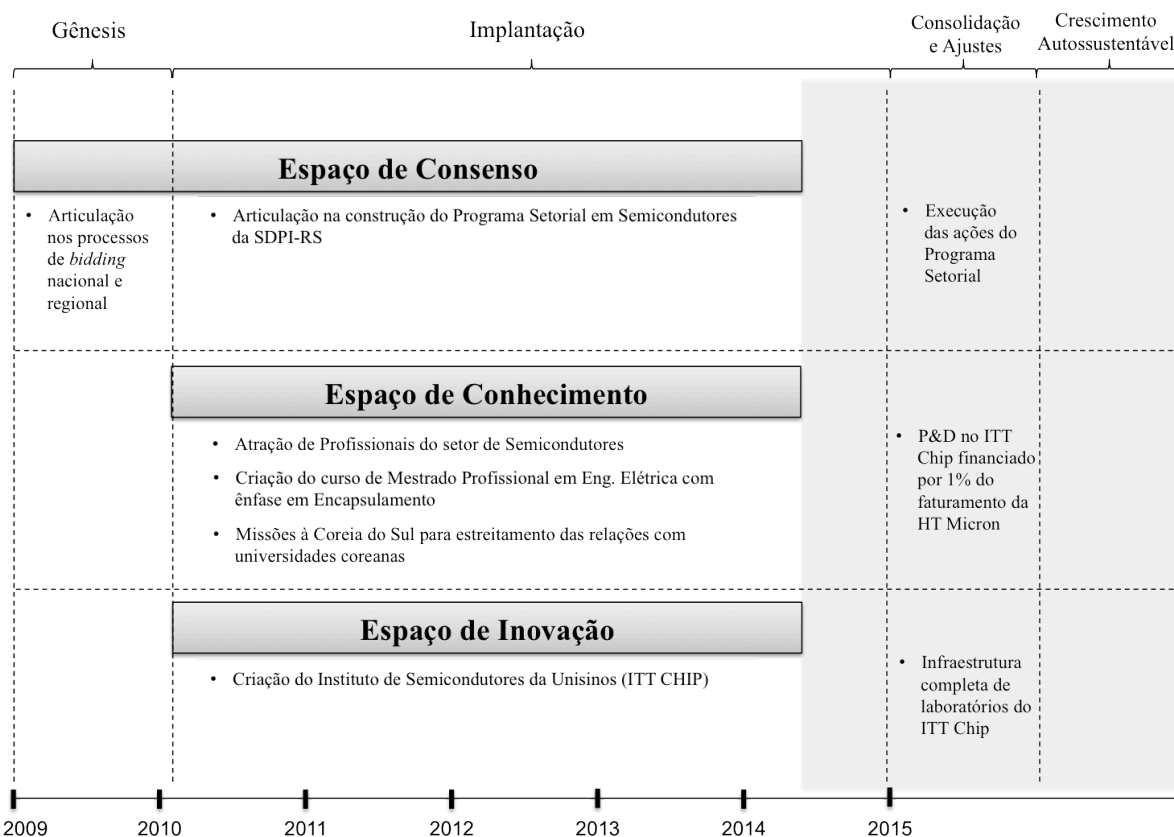 Gênesis
Implantação
Consolidação
e Ajustes
Crescimento
Autossustentável
Espaço de Consenso
• Articulação
nos processos
de bidding
nacional e
regional
• Articulação na construção do Programa Setorial em Semicondutores
da SDPI-RS
• Execução
das ações do
Programa
Setorial
Espaço de Conhecimento
• Atração de Profissionais do setor de Semicondutores
• Criação do curso de Mestrado Profissional em Eng. Elétrica com
ênfase em Encapsulamento
• Missões à Coreia do Sul para estreitamento das relações com
universidades coreanas
• P&D no ITT
Chip financiado
por 1% do
faturamento da
HT Micron
Espaço de Inovação
• Criação do Instituto de Semicondutores da Unisinos (ITT CHIP)
• Infraestrutura
completa de
laboratórios do
ITT Chip
2009
2010
2011
2012
2013
2014
2015